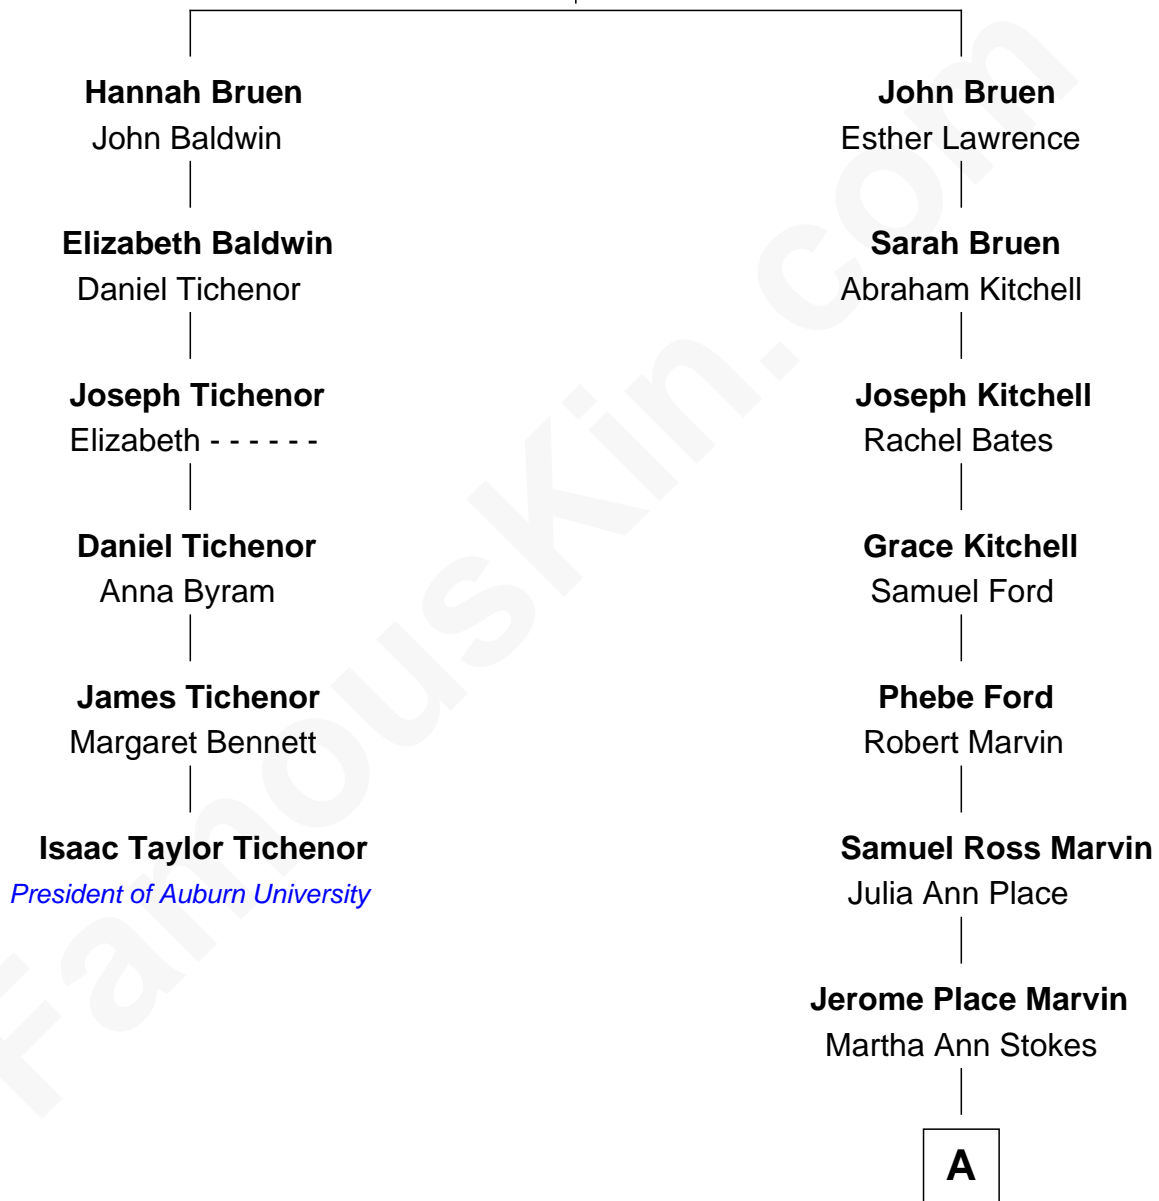 Hannah Bruen
John Baldwin
Elizabeth Baldwin
Daniel Tichenor
Joseph Tichenor
Elizabeth - - - - - -
Daniel Tichenor
Anna Byram
James Tichenor
Margaret Bennett
Isaac Taylor Tichenor
President of Auburn University
John Bruen
Esther Lawrence
Sarah Bruen
Abraham Kitchell
Joseph Kitchell
Rachel Bates
Grace Kitchell
Samuel Ford
Phebe Ford
Robert Marvin
Samuel Ross Marvin
Julia Ann Place
Jerome Place Marvin
Martha Ann Stokes
A
FamousKin.com